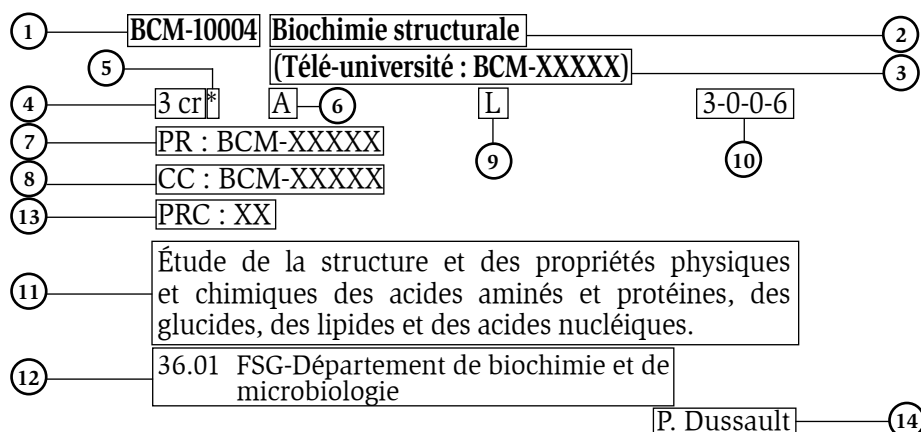 1 BCM-10004 Biochimie structurale 2
5 (Télé-université : BCM-XXXXX) 3
4 3 cr* A 6 L 3-0-0-6
7 PR : BCM-XXXXX 9 10
8 CC : BCM-XXXXX
13 PRC : XX
Étude de la structure et des propriétés physiques
11 et chimiques des acides aminés et protéines, des
glucides, des lipides et des acides nucléiques.
12 36.01 FSG-Département de biochimie et de
microbiologie
P. Dussault 14